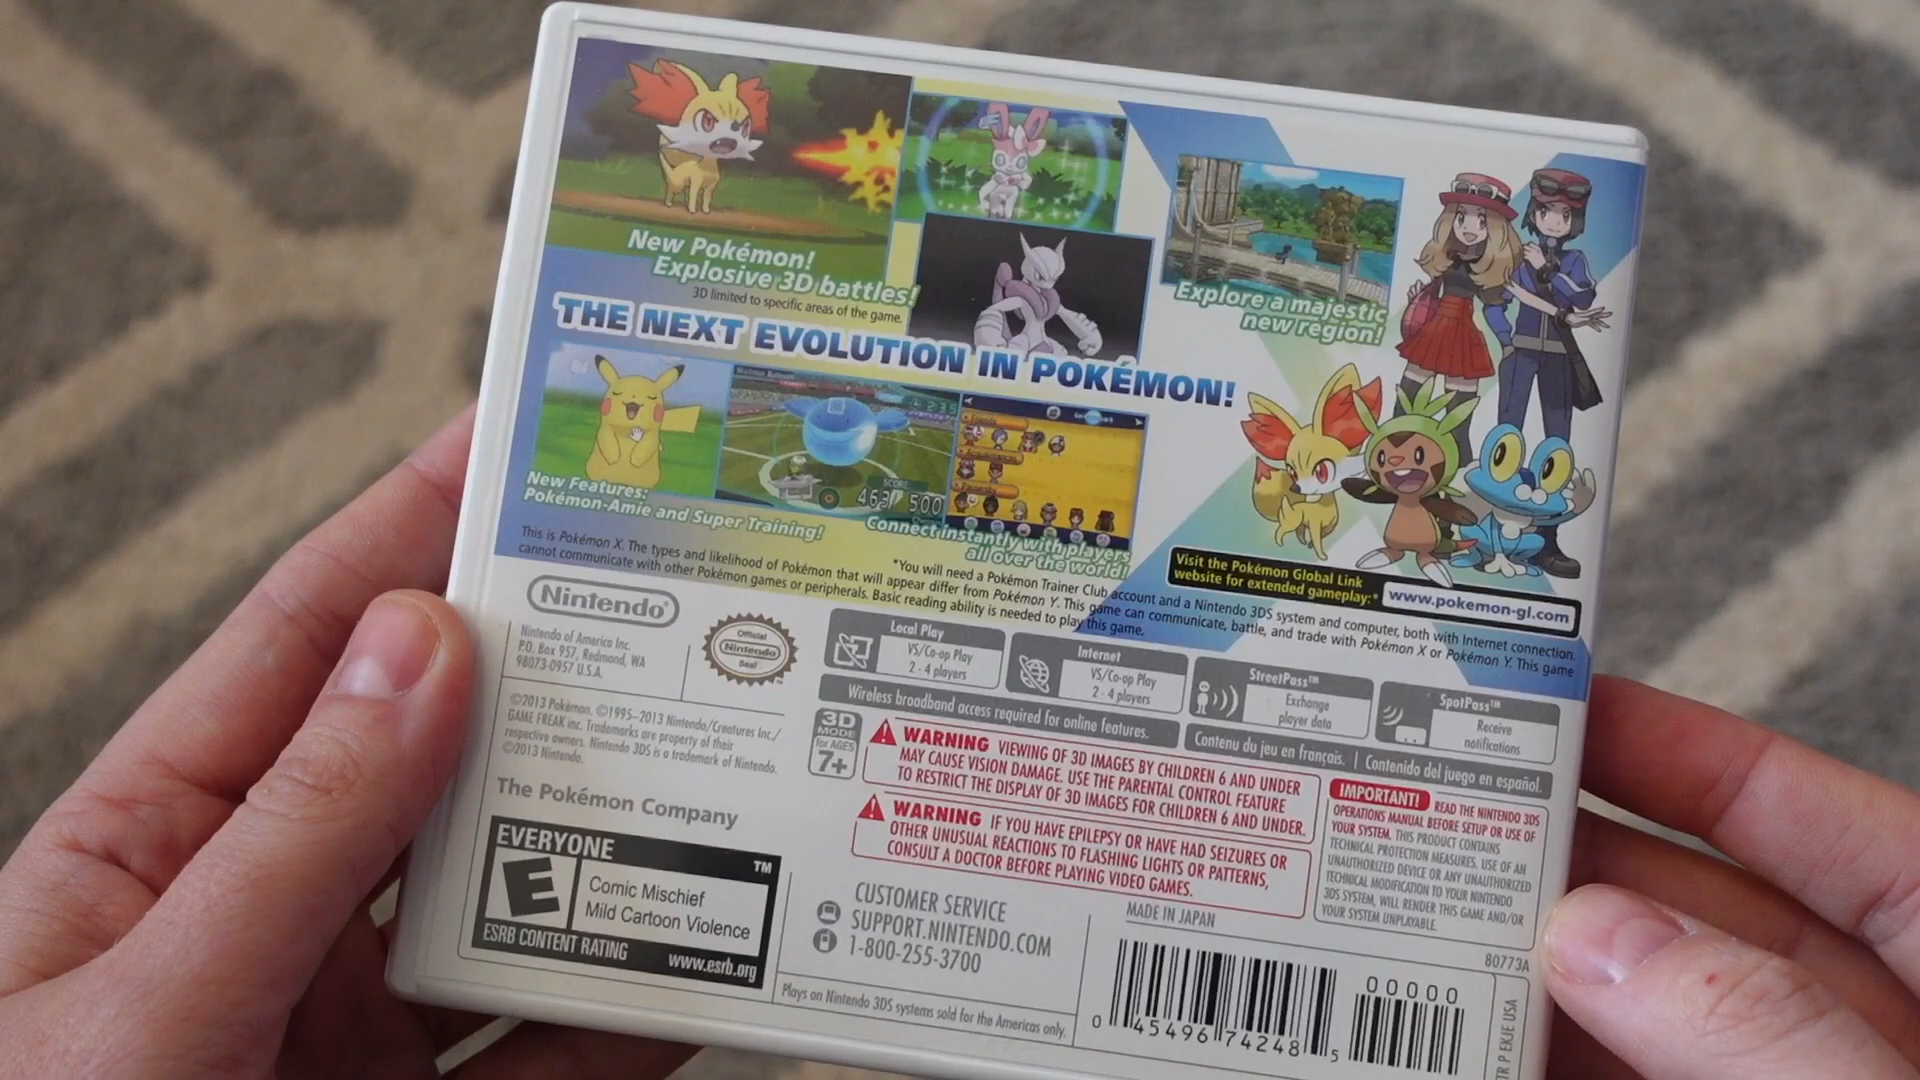 New Pokémon!
Explosive 3D battles!
3D limited to specific areas of the game.
Explore a majestic
new region!
THE NEXT EVOLUTION IN POKÉMON!
SCORE
463 500
New Features:
Pokémon-Amie and Super Training!
Connect instantly with players
all over the world!
Visit the Pokémon Global Link
website for extended gameplay:*
www.pokemon-gl.com
*You will need a Pokémon Trainer Club account and a Nintendo 3DS system and computer, both with Internet connection.
This is Pokémon X. The types and likelihood of Pokémon that will appear differ from Pokémon Y. This game can communicate, battle, and trade with Pokémon X or Pokémon Y. This game
cannot communicate with other Pokémon games or peripherals. Basic reading ability is needed to play this game.
Nintendo®
Nintendo of America Inc.
P.O. Box 957, Redmond, WA
98073-0957 U.S.A.
Official
Nintendo
Seal
Local Play
VS/Co-op Play
2 - 4 players
Internet
VS/Co-op Play
2 - 4 players
StreetPass™
Exchange
player data
SpotPass™
Receive
notifications
Wireless broadband access required for online features.
Contenu du jeu en français. | Contenido del juego en español.
©2013 Pokémon. ©1995-2013 Nintendo/Creatures Inc./
GAME FREAK inc. Trademarks are property of their
respective owners. Nintendo 3DS is a trademark of Nintendo.
©2013 Nintendo.
The Pokémon Company
3D
MODE
for AGES
7+
WARNING VIEWING OF 3D IMAGES BY CHILDREN 6 AND UNDER
MAY CAUSE VISION DAMAGE. USE THE PARENTAL CONTROL FEATURE
TO RESTRICT THE DISPLAY OF 3D IMAGES FOR CHILDREN 6 AND UNDER.
WARNING IF YOU HAVE EPILEPSY OR HAVE HAD SEIZURES OR
OTHER UNUSUAL REACTIONS TO FLASHING LIGHTS OR PATTERNS,
CONSULT A DOCTOR BEFORE PLAYING VIDEO GAMES.
IMPORTANT! READ THE NINTENDO 3DS
OPERATIONS MANUAL BEFORE SETUP OR USE OF
YOUR SYSTEM. THIS PRODUCT CONTAINS
TECHNICAL PROTECTION MEASURES. USE OF AN
UNAUTHORIZED DEVICE OR ANY UNAUTHORIZED
TECHNICAL MODIFICATION TO YOUR NINTENDO
3DS SYSTEM, WILL RENDER THIS GAME AND/OR
YOUR SYSTEM UNPLAYABLE.
EVERYONE
TM
E
Comic Mischief
Mild Cartoon Violence
ESRB CONTENT RATING
www.esrb.org
CUSTOMER SERVICE
SUPPORT.NINTENDO.COM
1-800-255-3700
MADE IN JAPAN
80773A
Plays on Nintendo 3DS systems sold for the Americas only.
0 45496 74248 5
00000
TR P EKJE USA